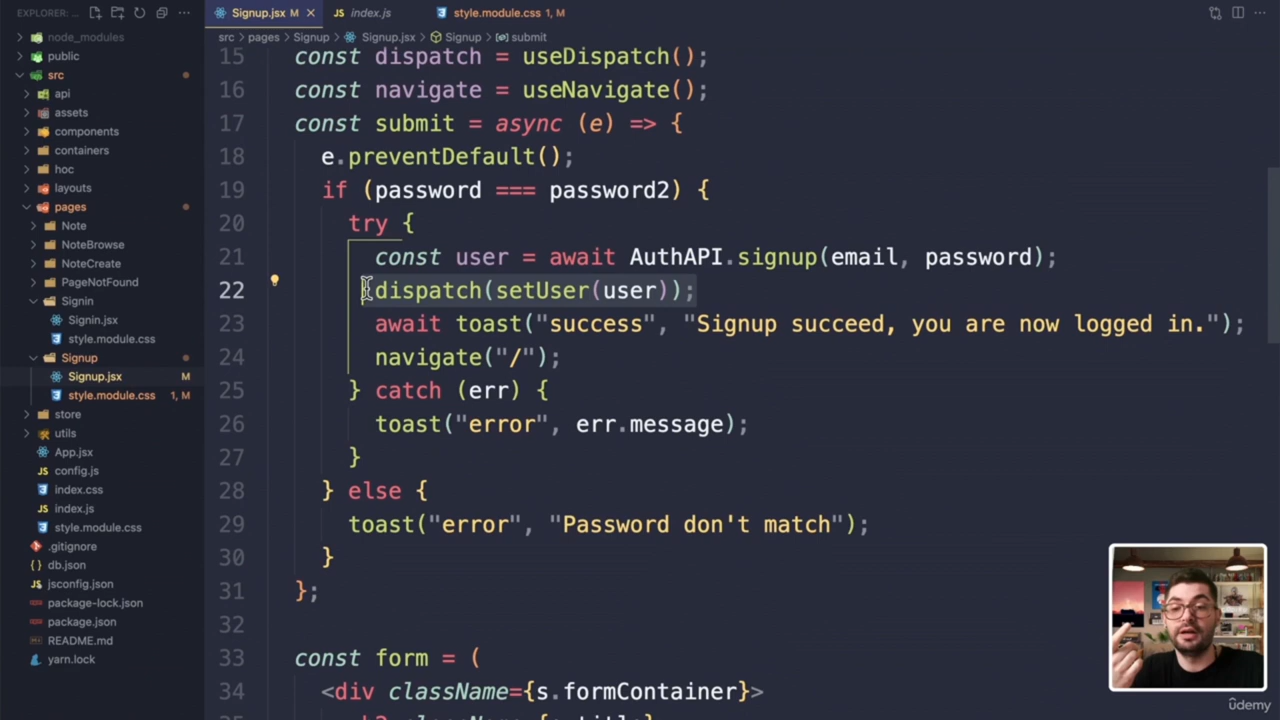 EXPLORER: ...
Signup.jsx M
index.js
style.module.css 1, M
src > pages > Signup > Signup.jsx > Signup > submit
node_modules
public
src
api
assets
components
containers
hoc
layouts
pages
Note
NoteBrowse
NoteCreate
PageNotFound
Signin
Signin.jsx
style.module.css
Signup
Signup.jsx M
style.module.css 1, M
store
utils
App.jsx
config.js
index.css
index.js
style.module.css
.gitignore
db.json
jsconfig.json
package-lock.json
package.json
README.md
yarn.lock
15 const dispatch = useDispatch();
16 const navigate = useNavigate();
17 const submit = async (e) => {
18 e.preventDefault();
19 if (password === password2) {
20 try {
21 const user = await AuthAPI.signup(email, password);
22 dispatch(setUser(user));
23 await toast("success", "Signup succeed, you are now logged in.");
24 navigate("/");
25 } catch (err) {
26 toast("error", err.message);
27 }
28 } else {
29 toast("error", "Password don't match");
30 }
31 };
32
33 const form = (
34 <div className={s.formContainer}>
udemy